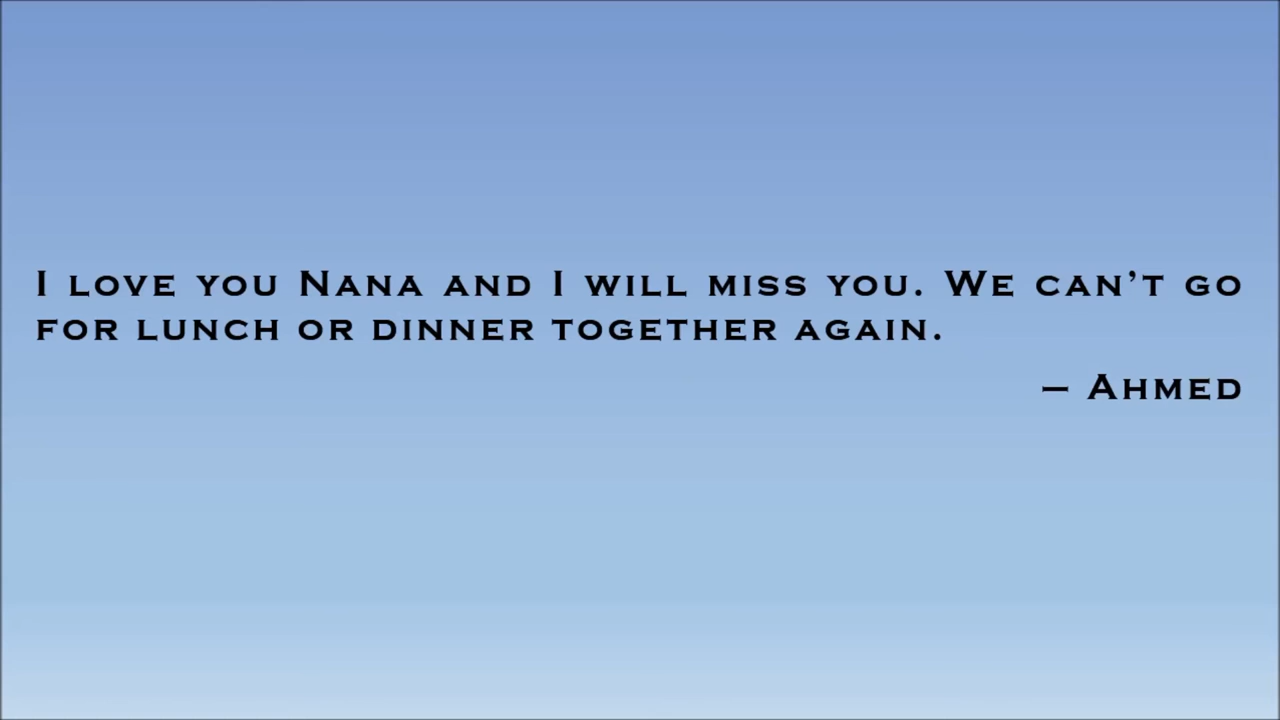 I love you Nana and I will miss you. We can’t go
for lunch or dinner together again.
– Ahmed